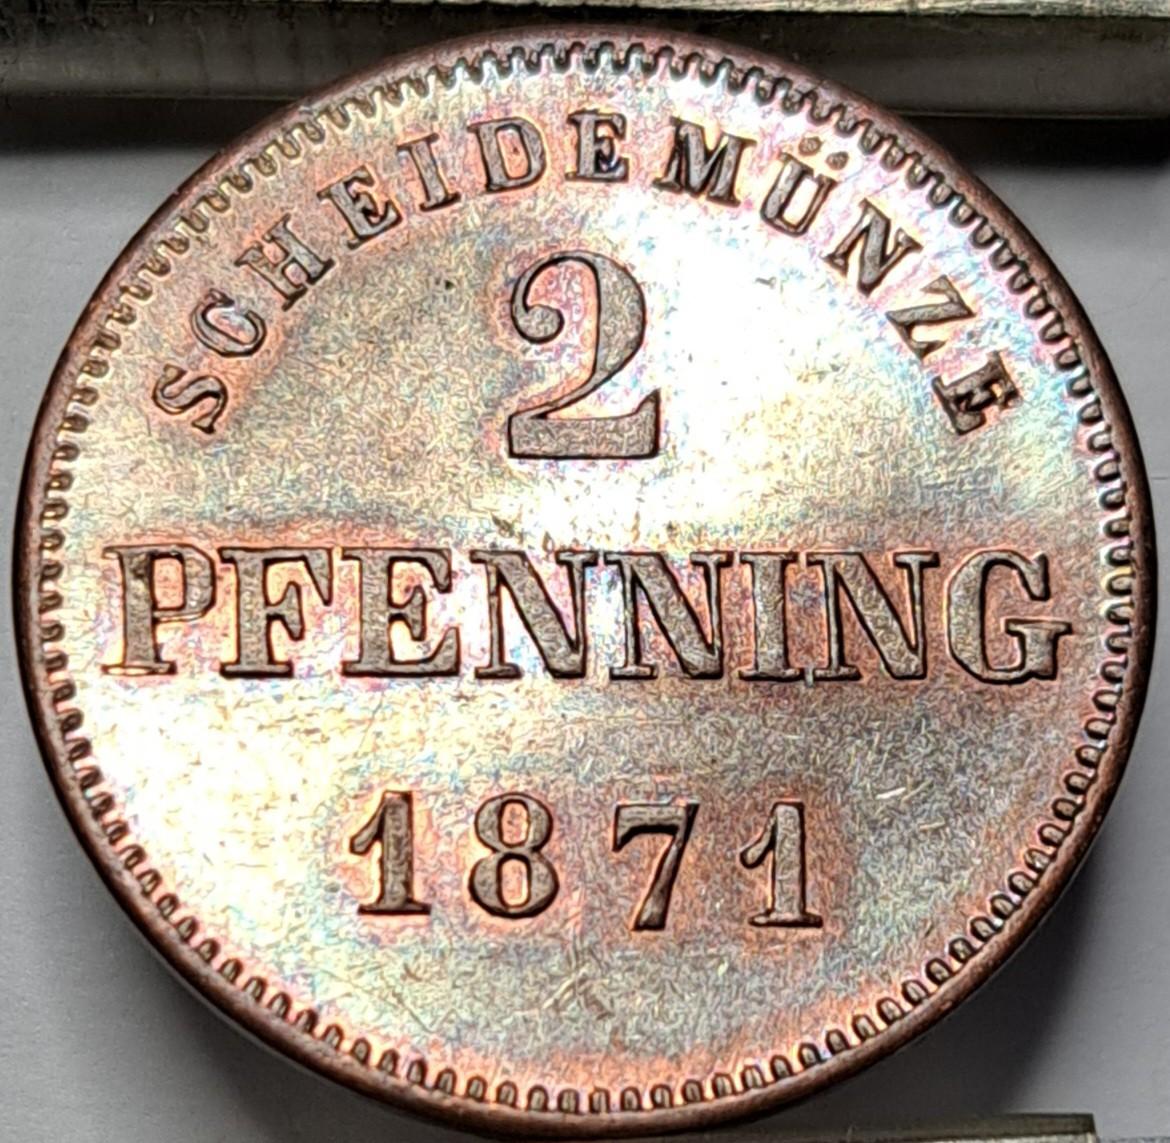 SCHEIDEMÜNZE
2
PFENNING
1871